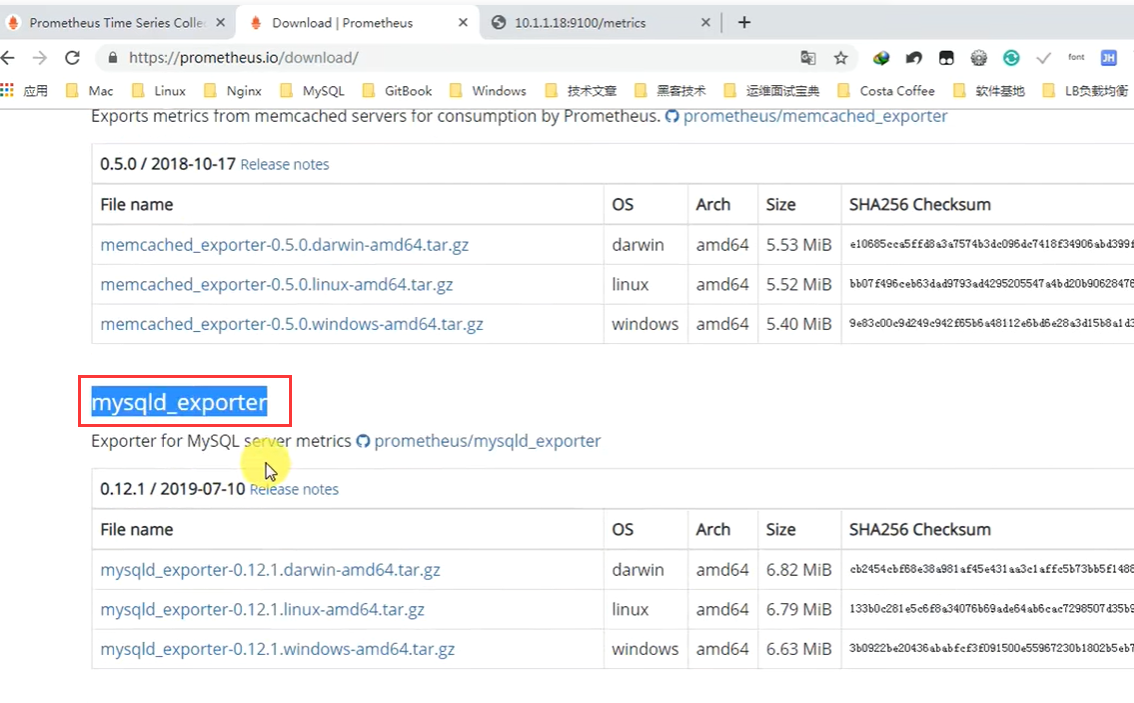 Prometheus Time Series Colle
Download | Prometheus
10.1.1.18:9100/metrics
https://prometheus.io/download/
font
JH
应用
Mac
Linux
Nginx
MySQL
GitBook
Windows
技术文章
黑客技术
运维面试宝典
Costa Coffee
软件基地
LB负载均衡
Exports metrics from memcached servers for consumption by Prometheus. prometheus/memcached_exporter
0.5.0 / 2018-10-17 Release notes
File name OS Arch Size SHA256 Checksum
memcached_exporter-0.5.0.darwin-amd64.tar.gz darwin amd64 5.53 MiB
memcached_exporter-0.5.0.linux-amd64.tar.gz linux amd64 5.52 MiB
memcached_exporter-0.5.0.windows-amd64.tar.gz windows amd64 5.40 MiB
mysqld_exporter
Exporter for MySQL server metrics prometheus/mysqld_exporter
0.12.1 / 2019-07-10 Release notes
File name OS Arch Size SHA256 Checksum
mysqld_exporter-0.12.1.darwin-amd64.tar.gz darwin amd64 6.82 MiB
mysqld_exporter-0.12.1.linux-amd64.tar.gz linux amd64 6.79 MiB
mysqld_exporter-0.12.1.windows-amd64.tar.gz windows amd64 6.63 MiB